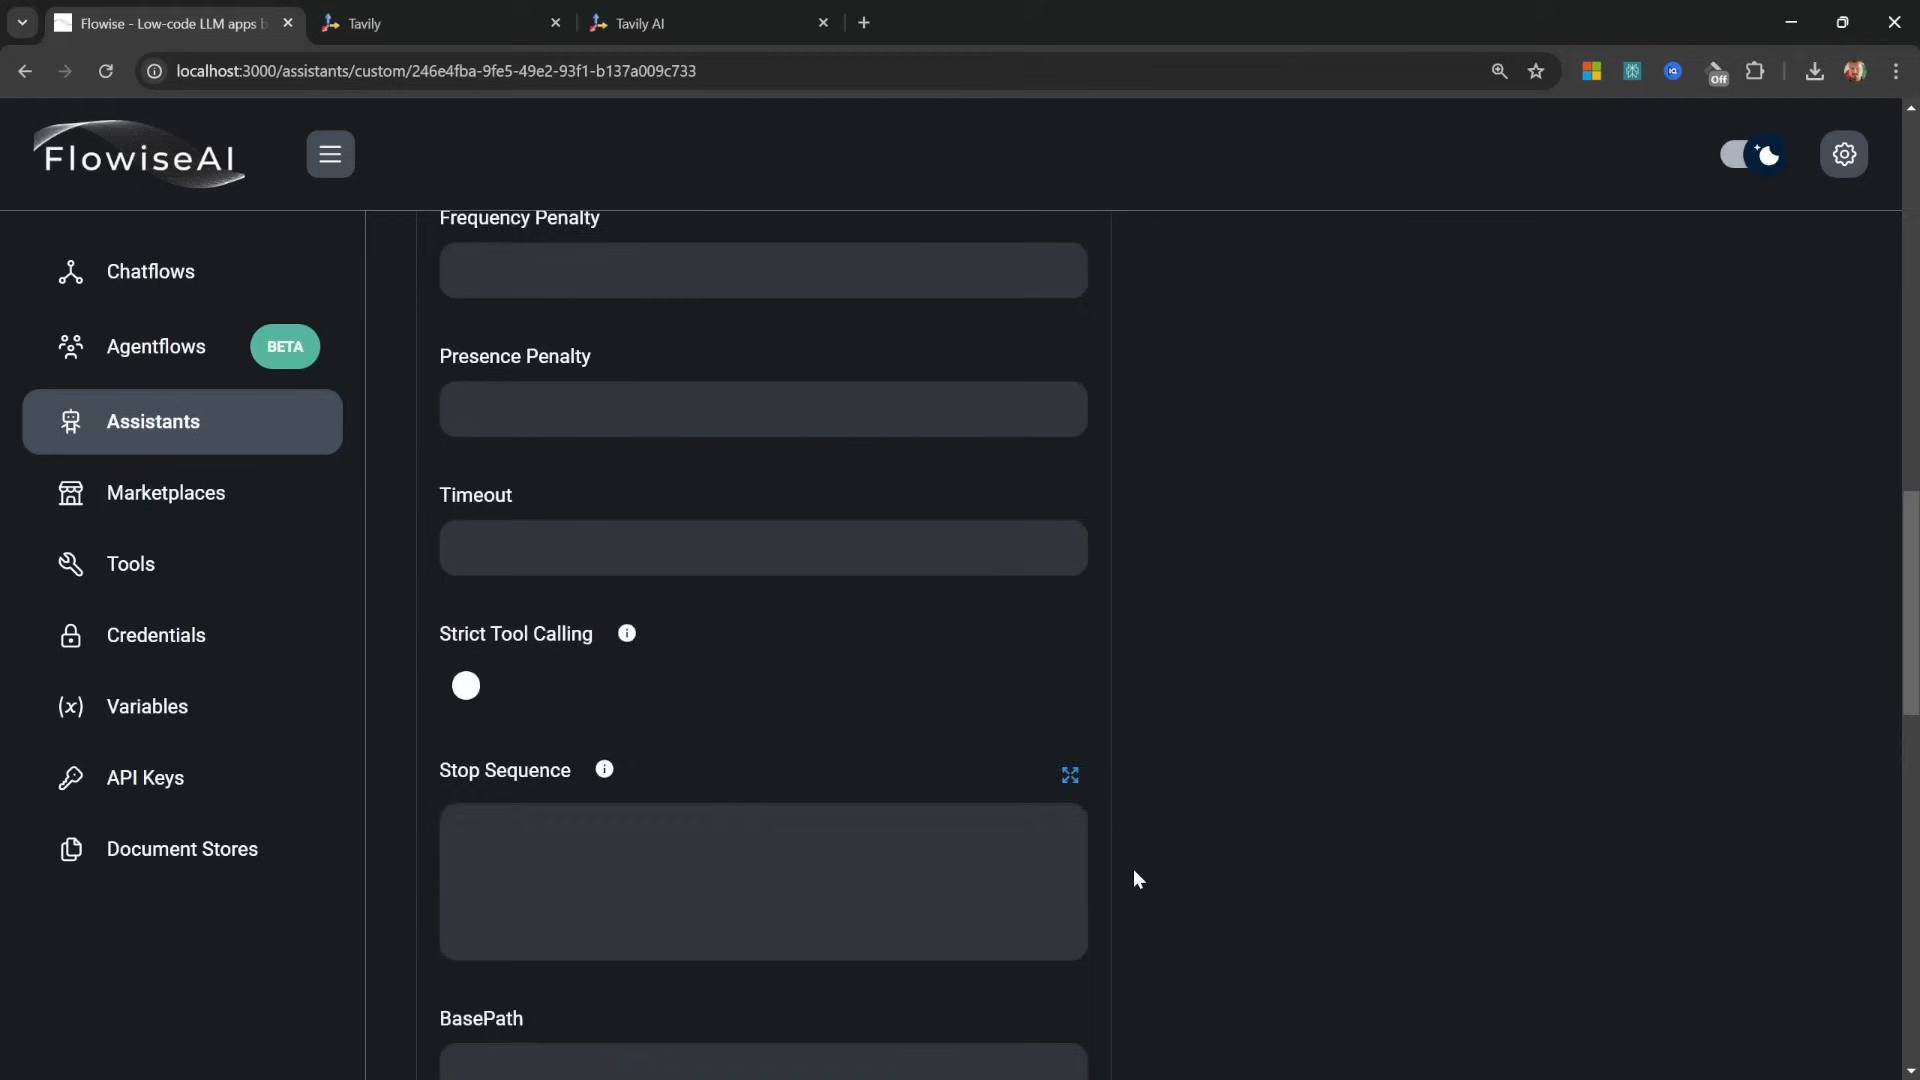 Flowise - Low-code LLM apps b
Tavily
Tavily AI
localhost:3000/assistants/custom/246e4fba-9fe5-49e2-93f1-b137a009c733
Off
FlowiseAI
Chatflows
Agentflows
BETA
Assistants
Marketplaces
Tools
Credentials
(x) Variables
API Keys
Document Stores
Frequency Penalty
Presence Penalty
Timeout
Strict Tool Calling
Stop Sequence
BasePath